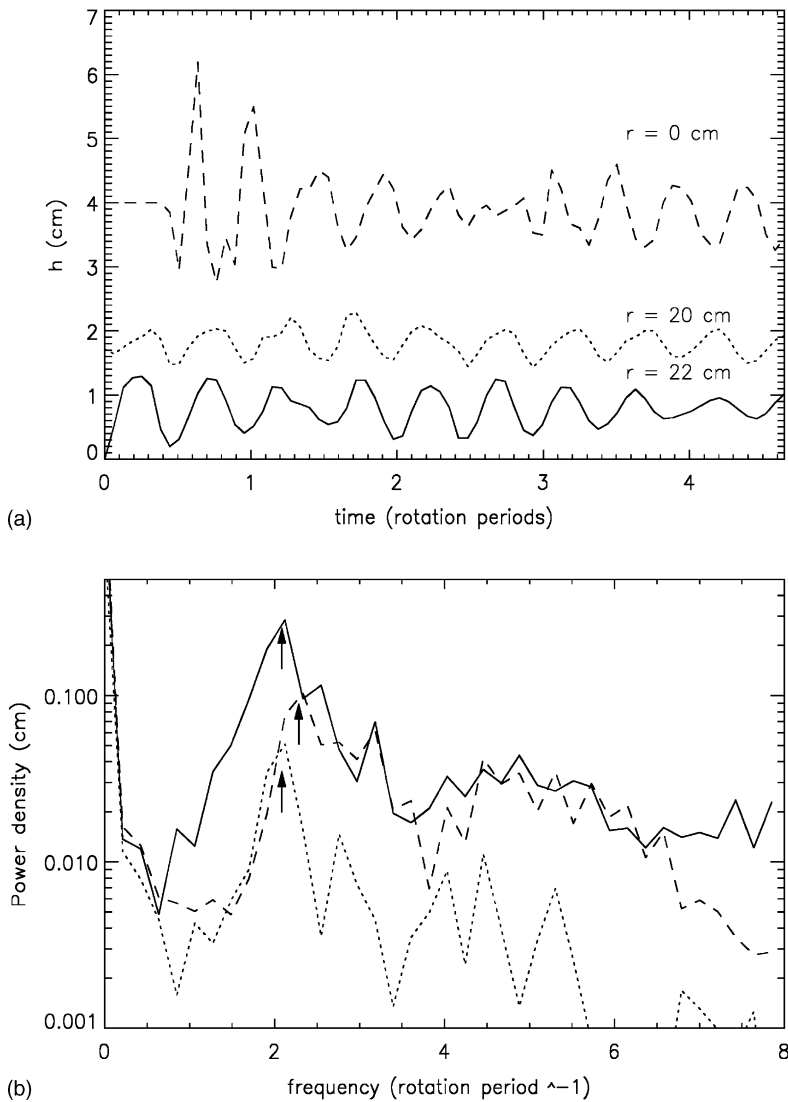 7
6
5
4
3
2
1
0
h (cm)
r = 0 cm
r = 20 cm
r = 22 cm
0 1 2 3 4
time (rotation periods)
(a)
0.100
0.010
0.001
Power density (cm)
0 2 4 6 8
frequency (rotation period ^-1)
(b)